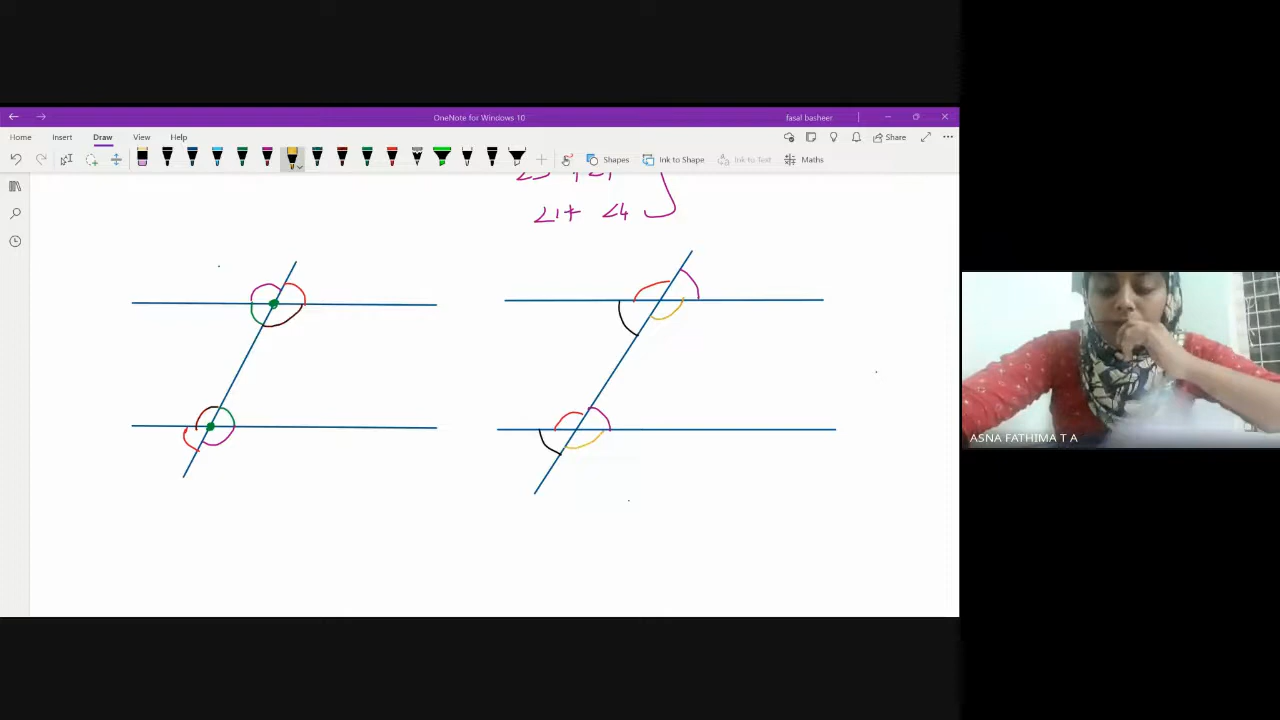 OneNote for Windows 10
fasal basheer
Home Insert Draw View Help
Share
Shapes Ink to Shape Ink to Text Maths
∠1+ ∠4
ASNA FATHIMA T A